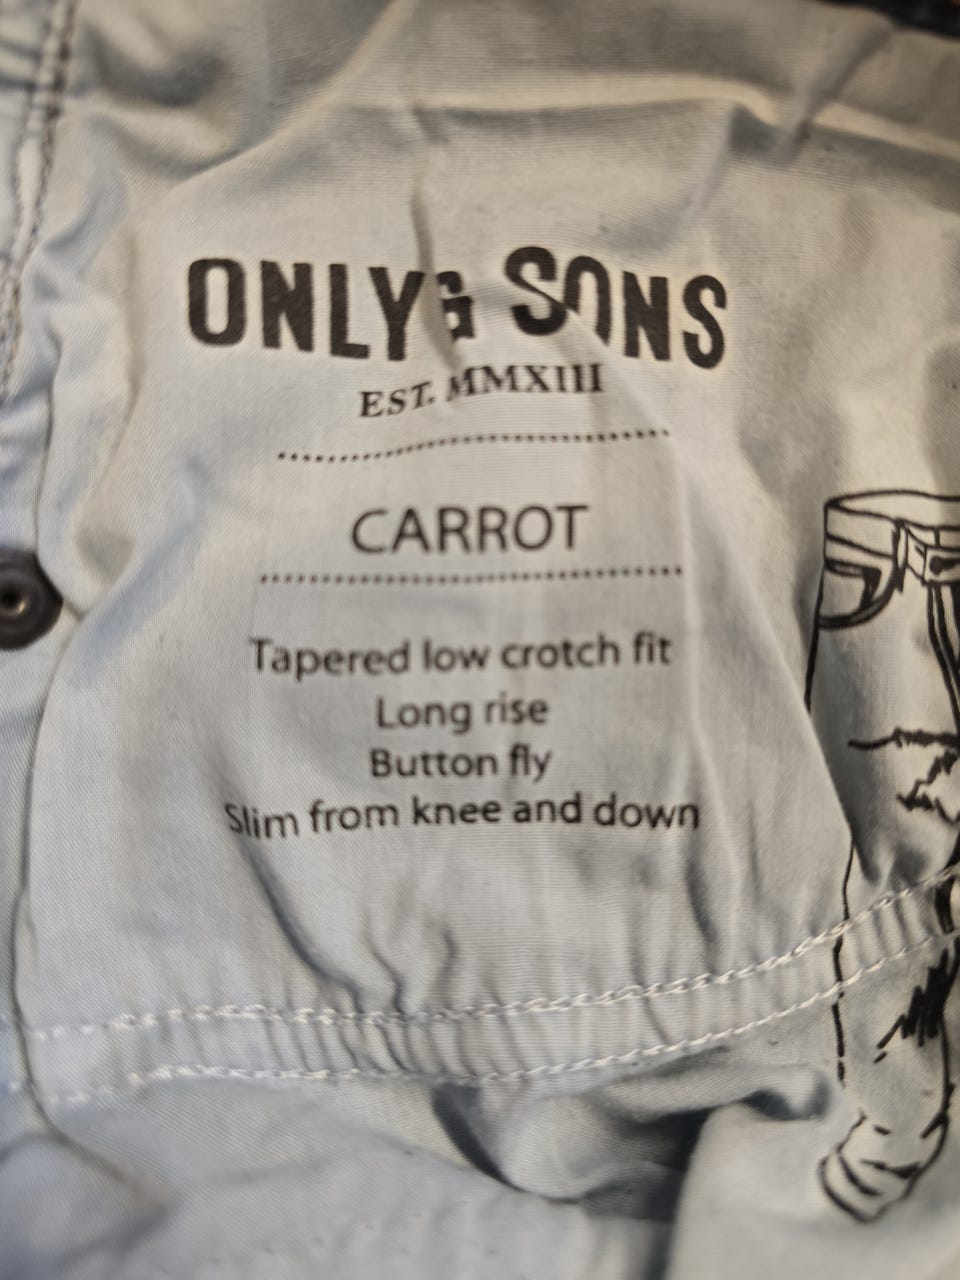 ONLY & SONS
EST. MMXIII
CARROT
Tapered low crotch fit
Long rise
Button fly
Slim from knee and down